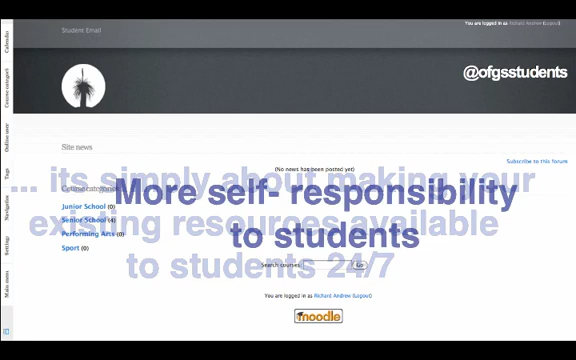 You are logged in as Richard Andrew (Logout)
Student Email
@ofgsstudents
Calendar
Course categori
Online user
Tags
Navigation
Settings
Main menu
Site news
Subscribe to this forum
(No news has been posted yet)
... its simply about making your
existing resources available
to students 24/7
More self- responsibility
to students
Course categories
Junior School (0)
Senior School (4)
Performing Arts (0)
Sport (0)
Search courses:
Go
You are logged in as Richard Andrew (Logout)
moodle